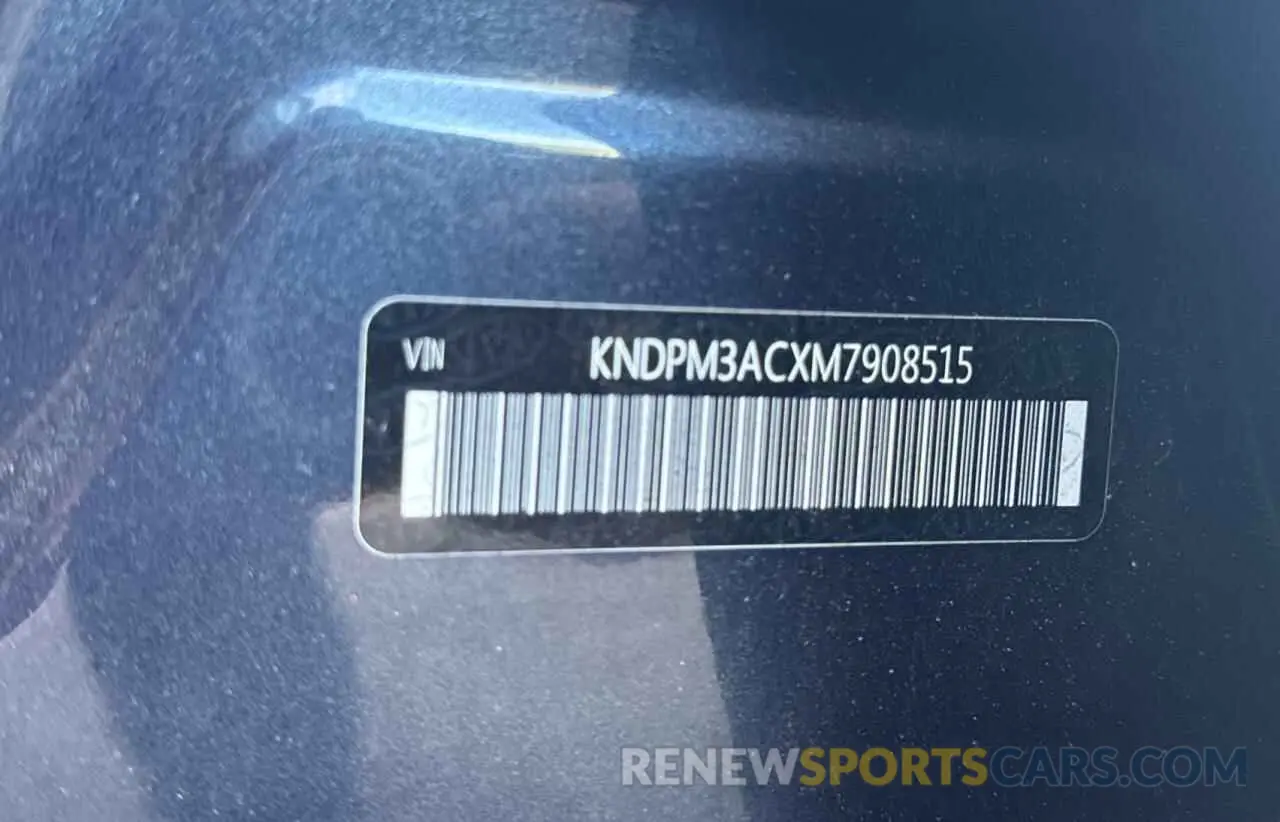 VIN KNDPM3ACXM7908515
RENEWSPORTSCARS.COM